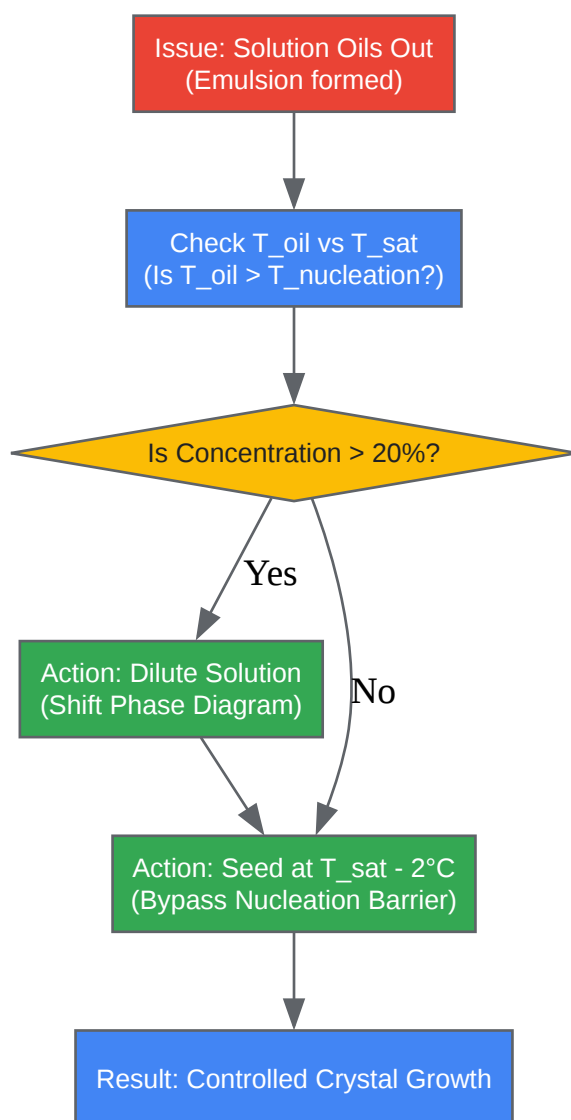 Issue: Solution Oils Out
(Emulsion formed)
Check T_oil vs T_sat
(Is T_oil > T_nucleation?)
Is Concentration > 20%?
Yes
Action: Dilute Solution
(Shift Phase Diagram)
No
Action: Seed at T_sat - 2°C
(Bypass Nucleation Barrier)
Result: Controlled Crystal Growth